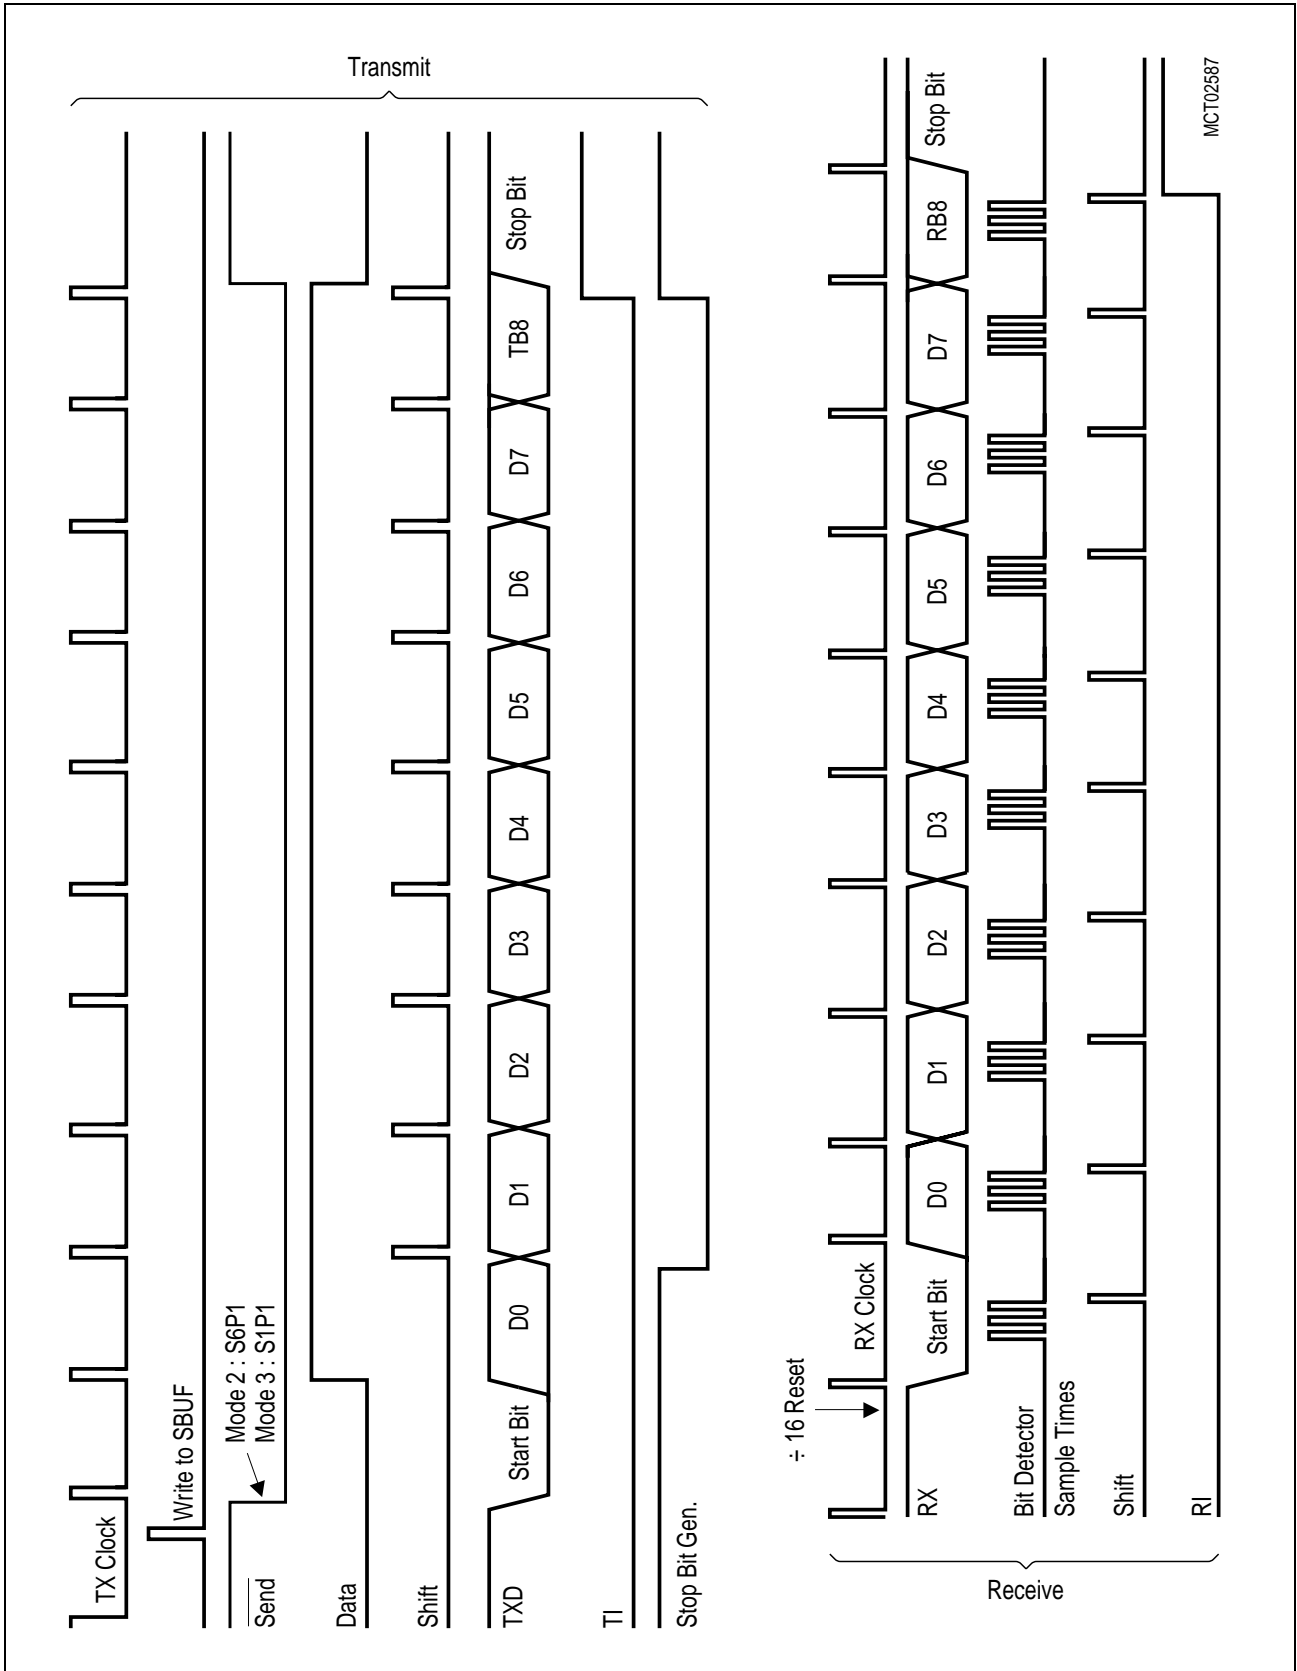 Transmit
TX Clock
Write to SBUF
Mode 2 : S6P1
Mode 3 : S1P1
Send
Data
Shift
TXD
Start Bit D0 D1 D2 D3 D4 D5 D6 D7 TB8 Stop Bit
TI
Stop Bit Gen.
÷ 16 Reset
RX Clock
RX
Start Bit D0 D1 D2 D3 D4 D5 D6 D7 RB8 Stop Bit
Bit Detector
Sample Times
Shift
RI
Receive
MCT02587